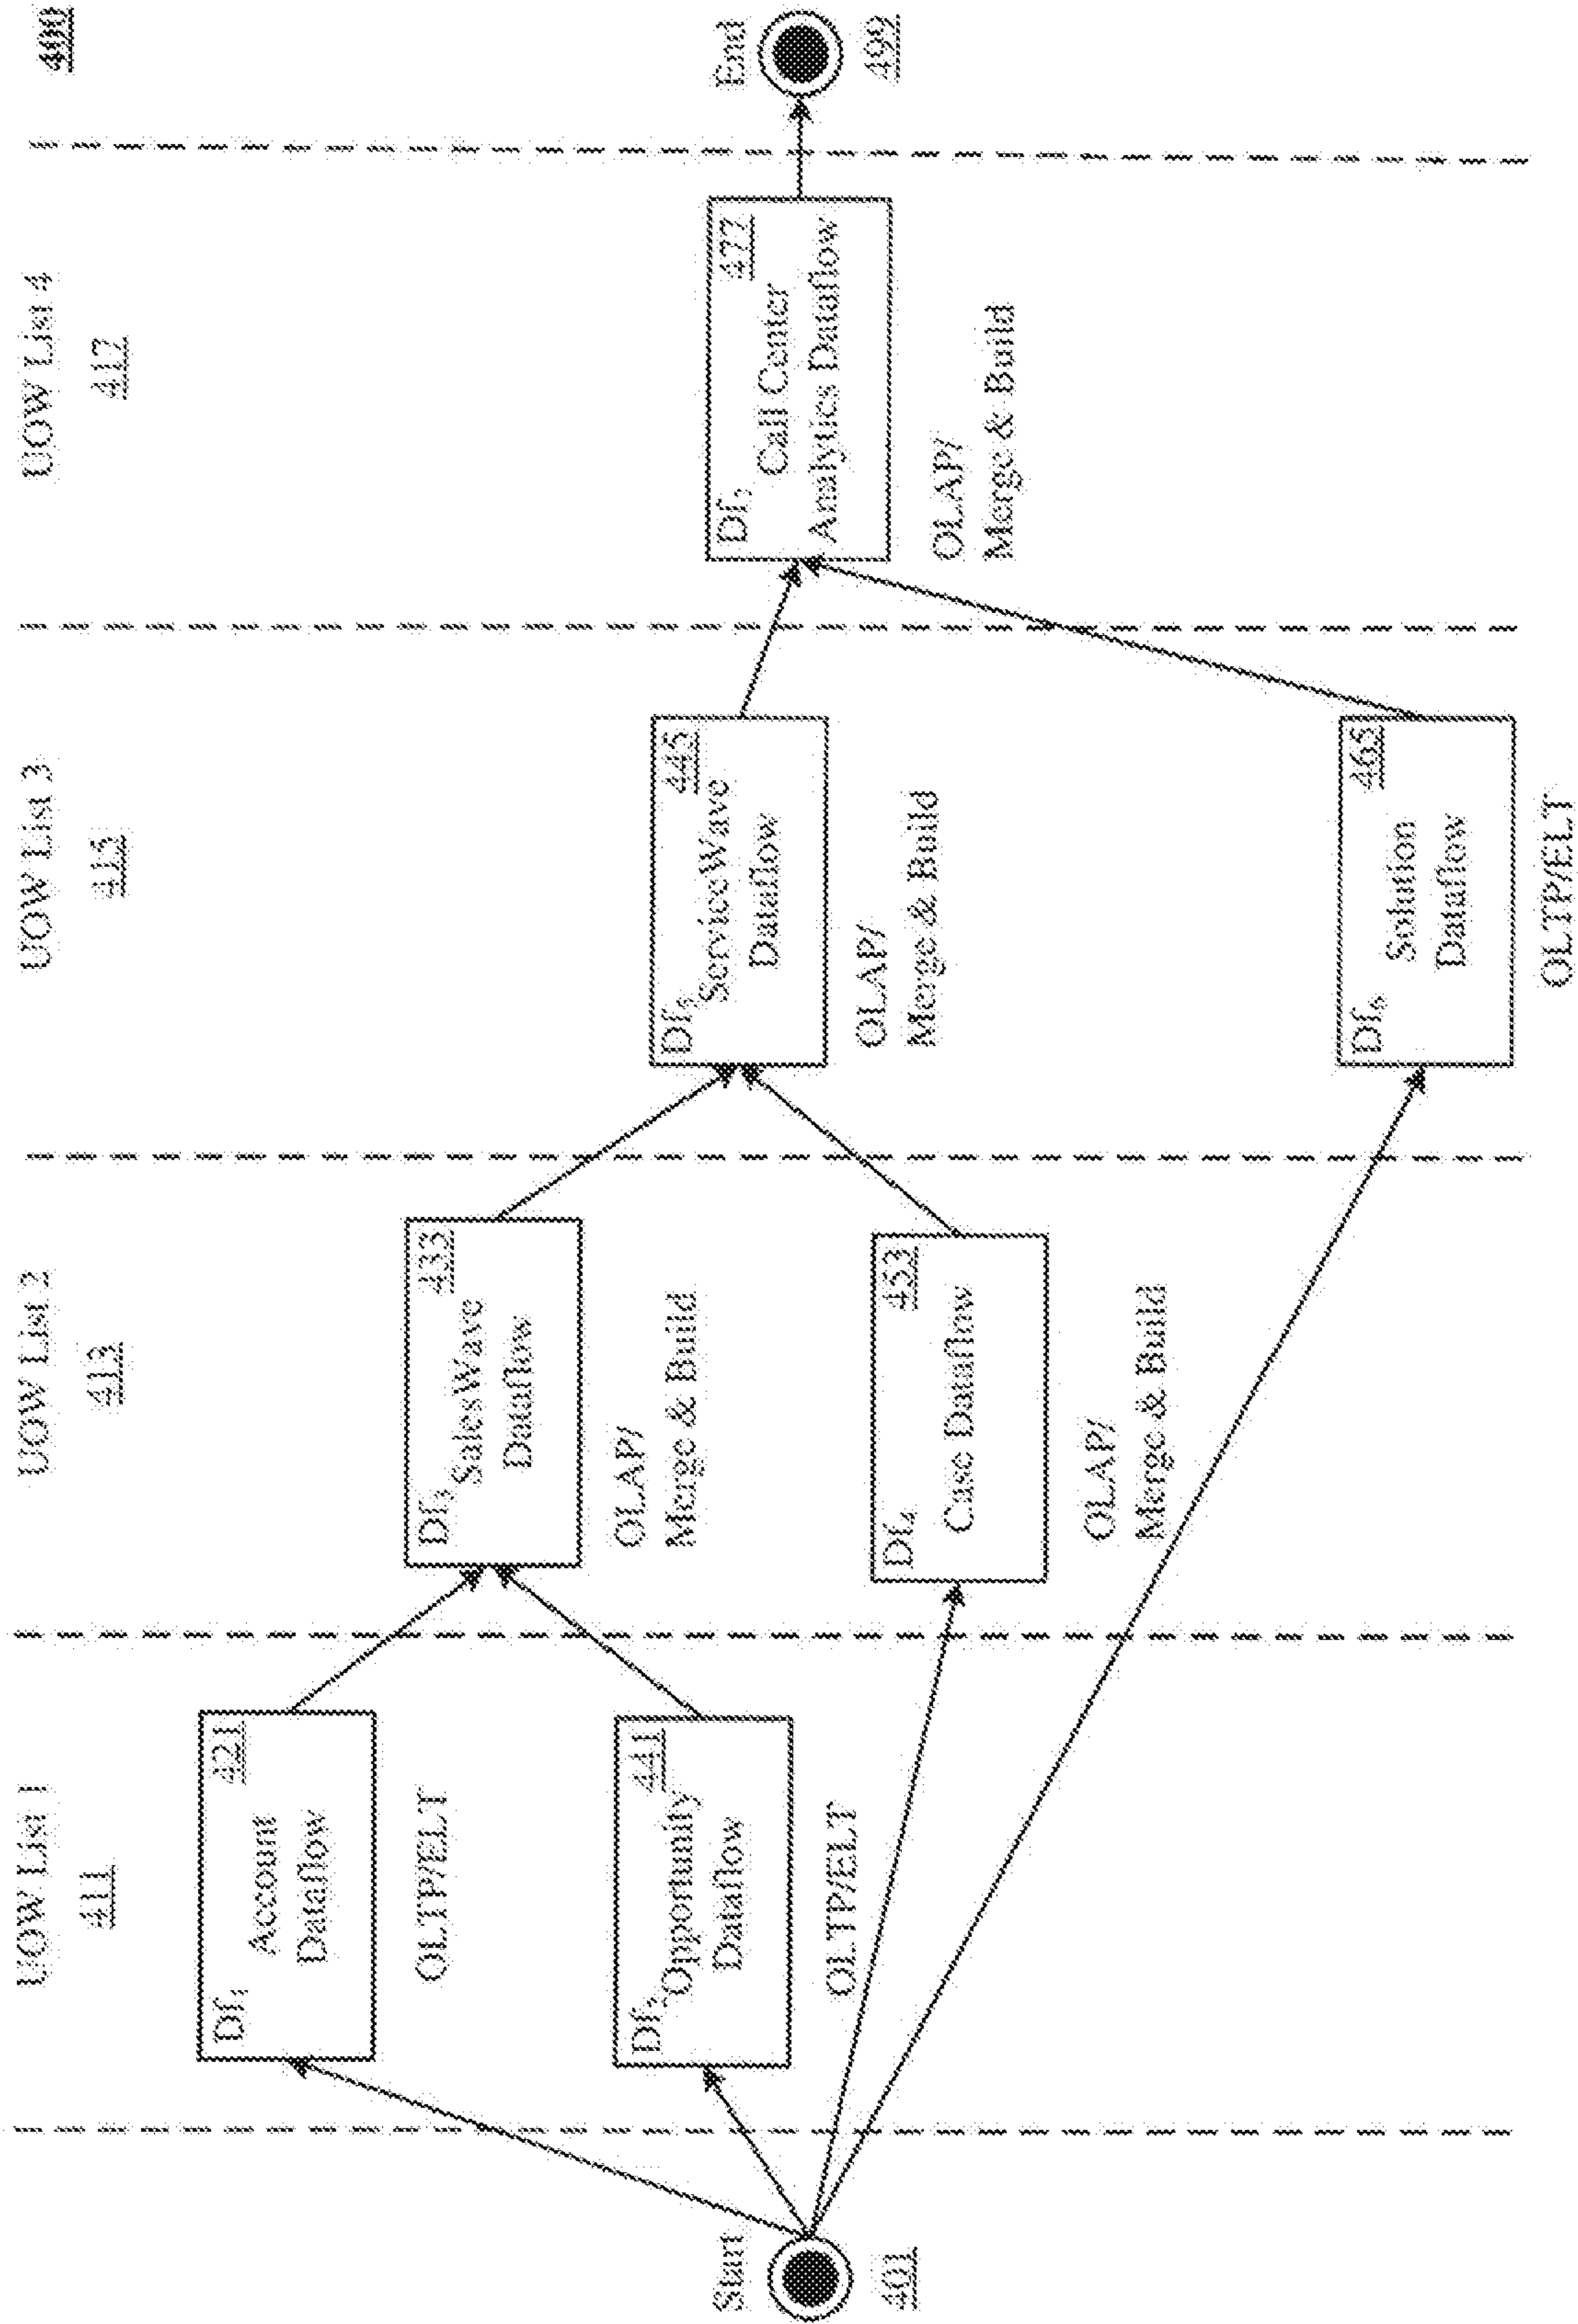 400
UOW List 1
411
UOW List 2
413
UOW List 3
415
UOW List 4
417
Start
401
Df1
421
Account
Dataflow
OLTP/ELT
Df2
441
Opportunity
Dataflow
OLTP/ELT
Df3
433
SalesWave
Dataflow
OLAP/
Merge & Build
Df4
453
Case Dataflow
OLAP/
Merge & Build
Df5
445
ServiceWave
Dataflow
OLAP/
Merge & Build
Df6
465
Solution
Dataflow
OLTP/ELT
Df7
477
Call Center
Analytics Dataflow
OLAP/
Merge & Build
End
499